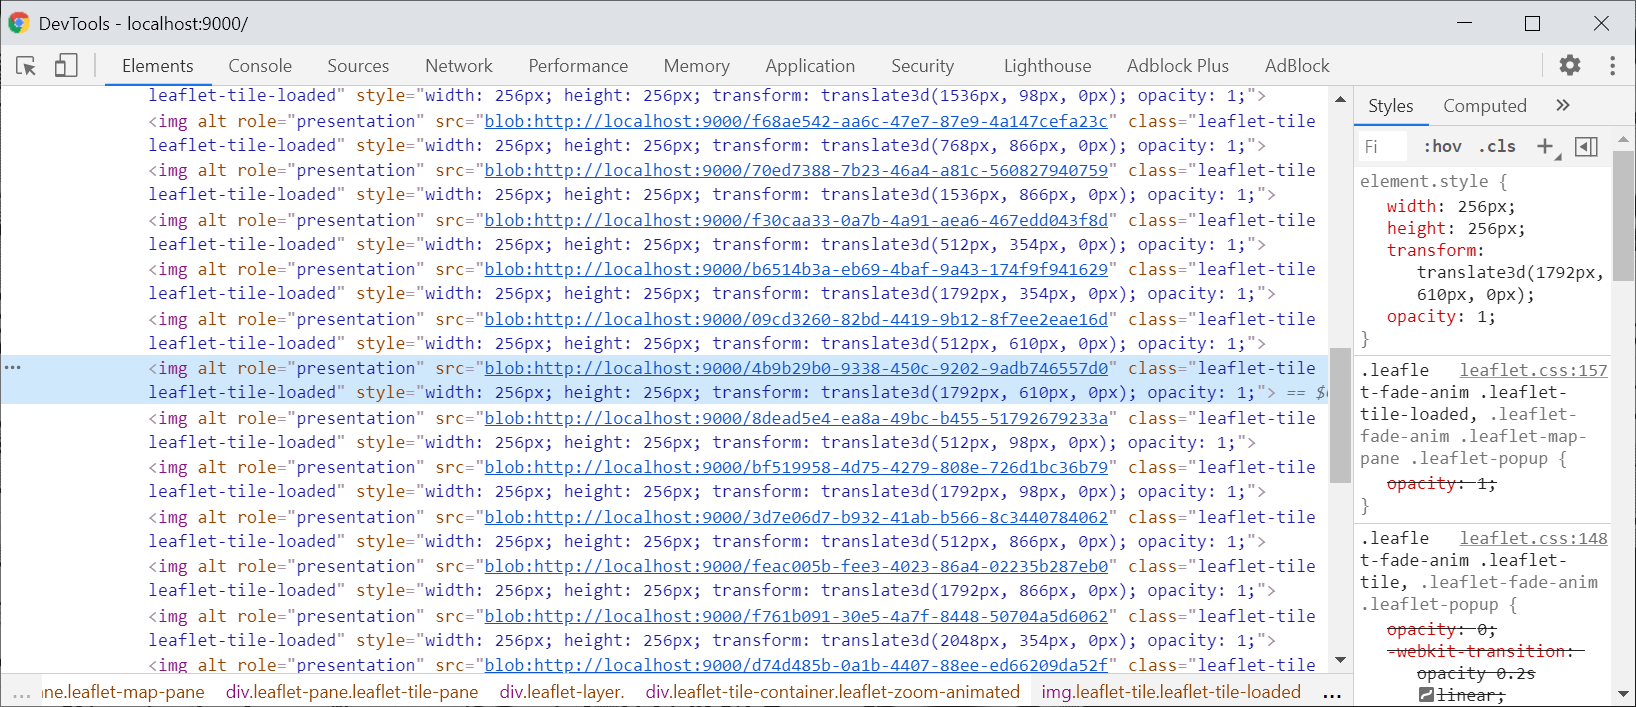 DevTools - localhost:9000/
Elements Console Sources Network Performance Memory Application Security Lighthouse Adblock Plus AdBlock
leaflet-tile-loaded" style="width: 256px; height: 256px; transform: translate3d(1536px, 98px, 0px); opacity: 1;">
<img alt role="presentation" src="blob:http://localhost:9000/f68ae542-aa6c-47e7-87e9-4a147cefa23c" class="leaflet-tile
leaflet-tile-loaded" style="width: 256px; height: 256px; transform: translate3d(768px, 866px, 0px); opacity: 1;">
<img alt role="presentation" src="blob:http://localhost:9000/70ed7388-7b23-46a4-a81c-560827940759" class="leaflet-tile
leaflet-tile-loaded" style="width: 256px; height: 256px; transform: translate3d(1536px, 866px, 0px); opacity: 1;">
<img alt role="presentation" src="blob:http://localhost:9000/f30caa33-0a7b-4a91-aea6-467edd043f8d" class="leaflet-tile
leaflet-tile-loaded" style="width: 256px; height: 256px; transform: translate3d(512px, 354px, 0px); opacity: 1;">
<img alt role="presentation" src="blob:http://localhost:9000/b6514b3a-eb69-4baf-9a43-174f9f941629" class="leaflet-tile
leaflet-tile-loaded" style="width: 256px; height: 256px; transform: translate3d(1792px, 354px, 0px); opacity: 1;">
<img alt role="presentation" src="blob:http://localhost:9000/09cd3260-82bd-4419-9b12-8f7ee2eae16d" class="leaflet-tile
leaflet-tile-loaded" style="width: 256px; height: 256px; transform: translate3d(512px, 610px, 0px); opacity: 1;">
<img alt role="presentation" src="blob:http://localhost:9000/4b9b29b0-9338-450c-9202-9adb746557d0" class="leaflet-tile
leaflet-tile-loaded" style="width: 256px; height: 256px; transform: translate3d(1792px, 610px, 0px); opacity: 1;"> == $
<img alt role="presentation" src="blob:http://localhost:9000/8dead5e4-ea8a-49bc-b455-51792679233a" class="leaflet-tile
leaflet-tile-loaded" style="width: 256px; height: 256px; transform: translate3d(512px, 98px, 0px); opacity: 1;">
<img alt role="presentation" src="blob:http://localhost:9000/bf519958-4d75-4279-808e-726d1bc36b79" class="leaflet-tile
leaflet-tile-loaded" style="width: 256px; height: 256px; transform: translate3d(1792px, 98px, 0px); opacity: 1;">
<img alt role="presentation" src="blob:http://localhost:9000/3d7e06d7-b932-41ab-b566-8c3440784062" class="leaflet-tile
leaflet-tile-loaded" style="width: 256px; height: 256px; transform: translate3d(512px, 866px, 0px); opacity: 1;">
<img alt role="presentation" src="blob:http://localhost:9000/feac005b-fee3-4023-86a4-02235b287eb0" class="leaflet-tile
leaflet-tile-loaded" style="width: 256px; height: 256px; transform: translate3d(1792px, 866px, 0px); opacity: 1;">
<img alt role="presentation" src="blob:http://localhost:9000/f761b091-30e5-4a7f-8448-50704a5d6062" class="leaflet-tile
leaflet-tile-loaded" style="width: 256px; height: 256px; transform: translate3d(2048px, 354px, 0px); opacity: 1;">
<img alt role="presentation" src="blob:http://localhost:9000/d74d485b-0a1b-4407-88ee-ed66209da52f" class="leaflet-tile
... ne.leaflet-map-pane div.leaflet-pane.leaflet-tile-pane div.leaflet-layer. div.leaflet-tile-container.leaflet-zoom-animated img.leaflet-tile.leaflet-tile-loaded ...
Styles Computed »
Fi :hov .cls +
element.style {
width: 256px;
height: 256px;
transform:
translate3d(1792px,
610px, 0px);
opacity: 1;
}
.leafle leaflet.css:157
t-fade-anim .leaflet-
tile-loaded, .leaflet-
fade-anim .leaflet-map-
pane .leaflet-popup {
opacity: 1;
}
.leafle leaflet.css:148
t-fade-anim .leaflet-
tile, .leaflet-fade-anim
.leaflet-popup {
opacity: 0;
-webkit-transition:
opacity 0.2s
linear;